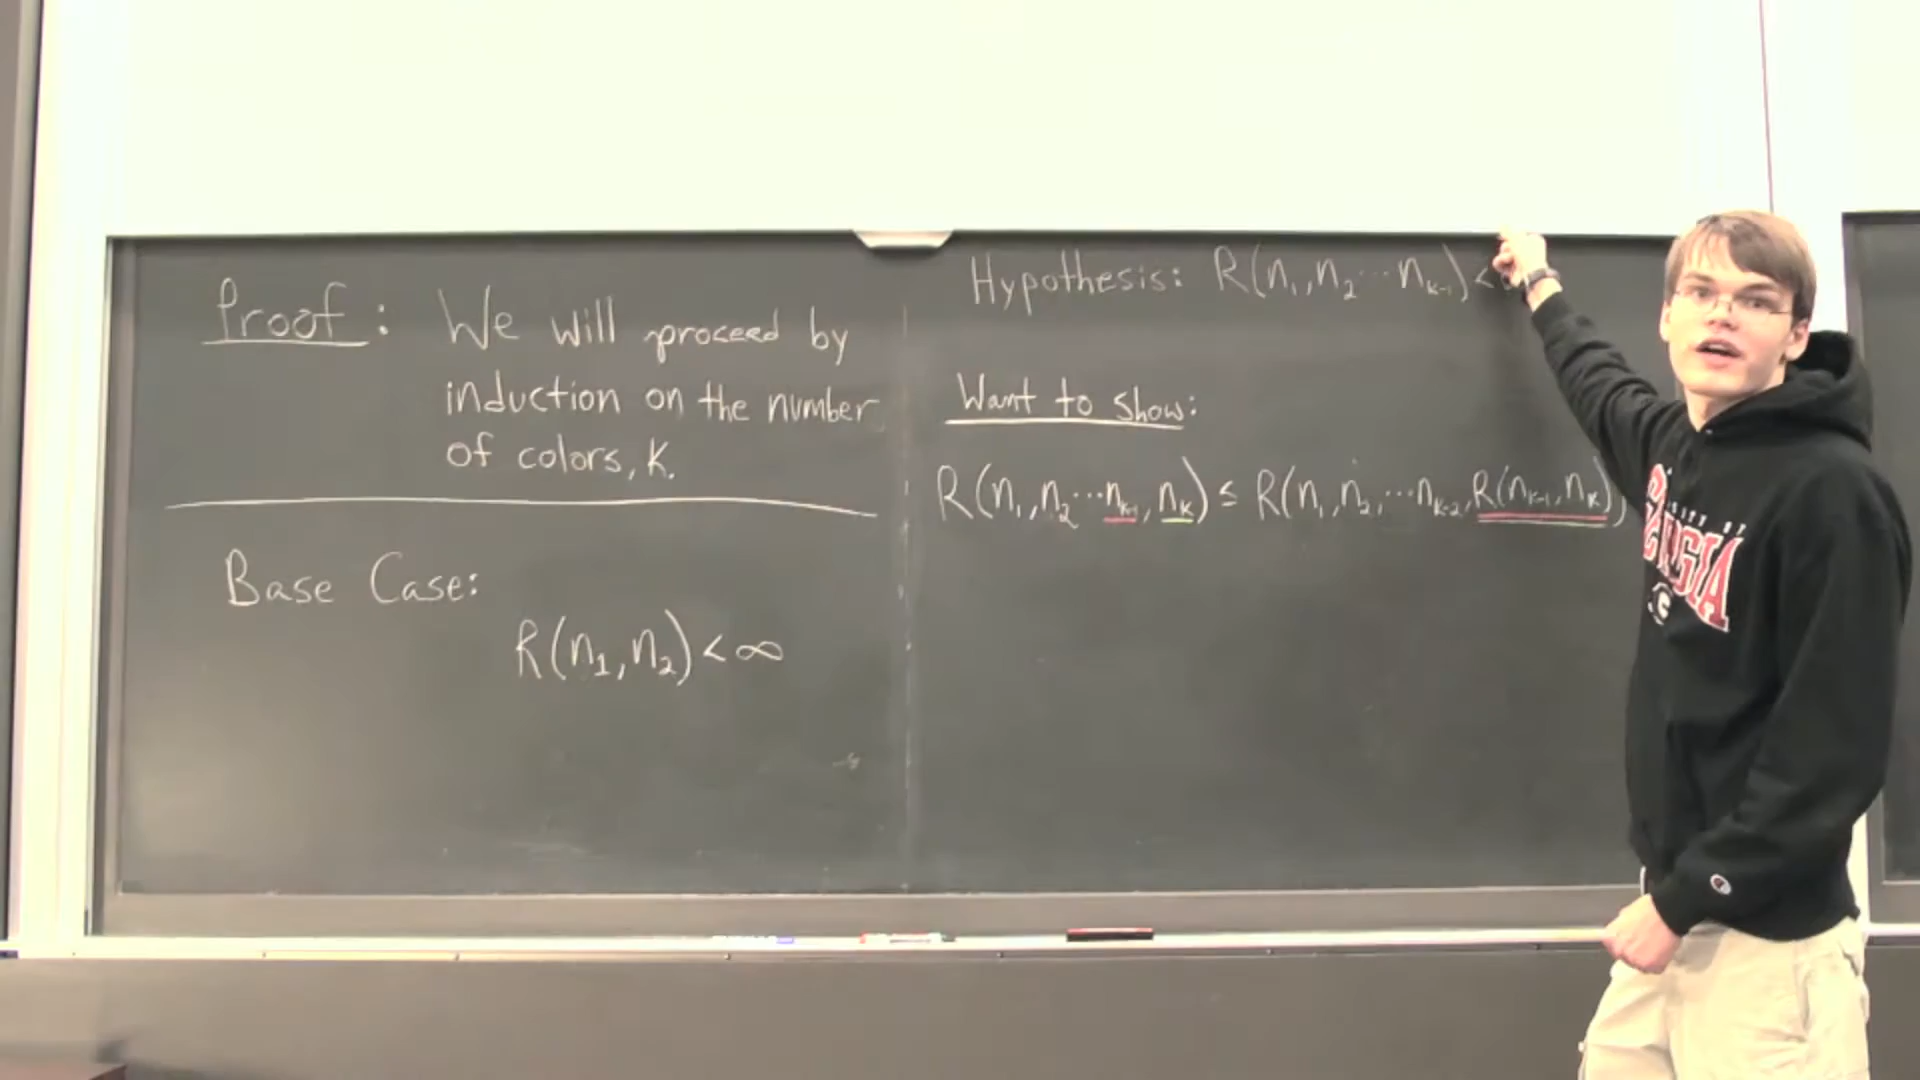 Proof: We will proceed by
induction on the number
of colors, K.
Base Case:
R(n₁,n₂)<∞
Hypothesis: R(n₁,n₂⋯nₖ₋₁)<
Want to Show:
R(n₁,n₂⋯nₖ₋₁,nₖ)≤R(n₁,n₂,⋯nₖ₋₂,R(nₖ₋₁,nₖ))